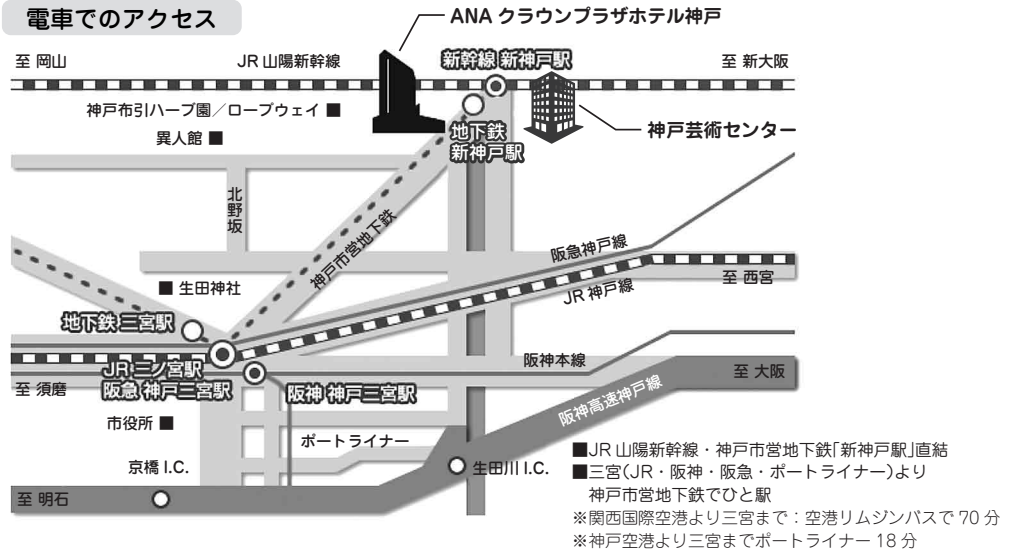 電車でのアクセス
ANA クラウンプラザホテル神戸
至 岡山
JR 山陽新幹線
新幹線 新神戸駅
至 新大阪
神戸布引ハーブ園／ロープウェイ ■
異人館 ■
地下鉄
新神戸駅
神戸芸術センター
北野坂
神戸市営地下鉄
阪急神戸線
JR 神戸線
至 西宮
■ 生田神社
地下鉄 三宮駅
JR 三ノ宮駅
阪急 神戸三宮駅
阪神 神戸三宮駅
阪神本線
至 須磨
至 大阪
阪神高速神戸線
市役所 ■
ポートライナー
京橋 I.C.
生田川 I.C.
至 明石
■JR 山陽新幹線・神戸市営地下鉄｢新神戸駅｣直結
■三宮(JR・阪神・阪急・ポートライナー)より
神戸市営地下鉄でひと駅
※関西国際空港より三宮まで：空港リムジンバスで 70 分
※神戸空港より三宮までポートライナー 18 分